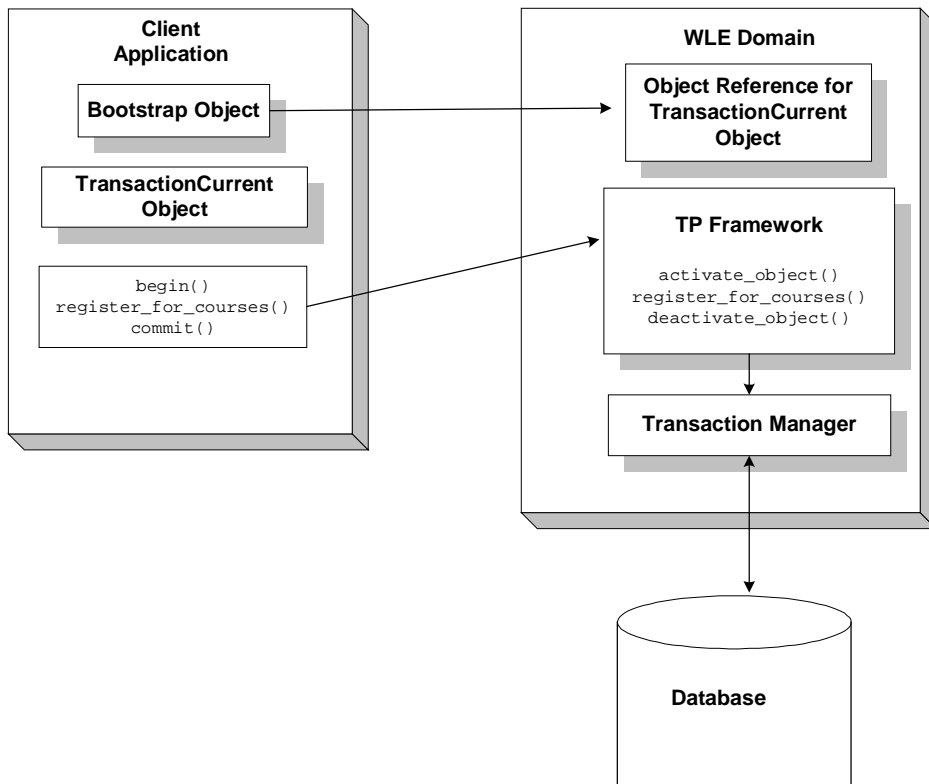 Client
Application
Bootstrap Object
TransactionCurrent
Object
begin()
register_for_courses()
commit()
WLE Domain
Object Reference for
TransactionCurrent
Object
TP Framework
activate_object()
register_for_courses()
deactivate_object()
Transaction Manager
Database